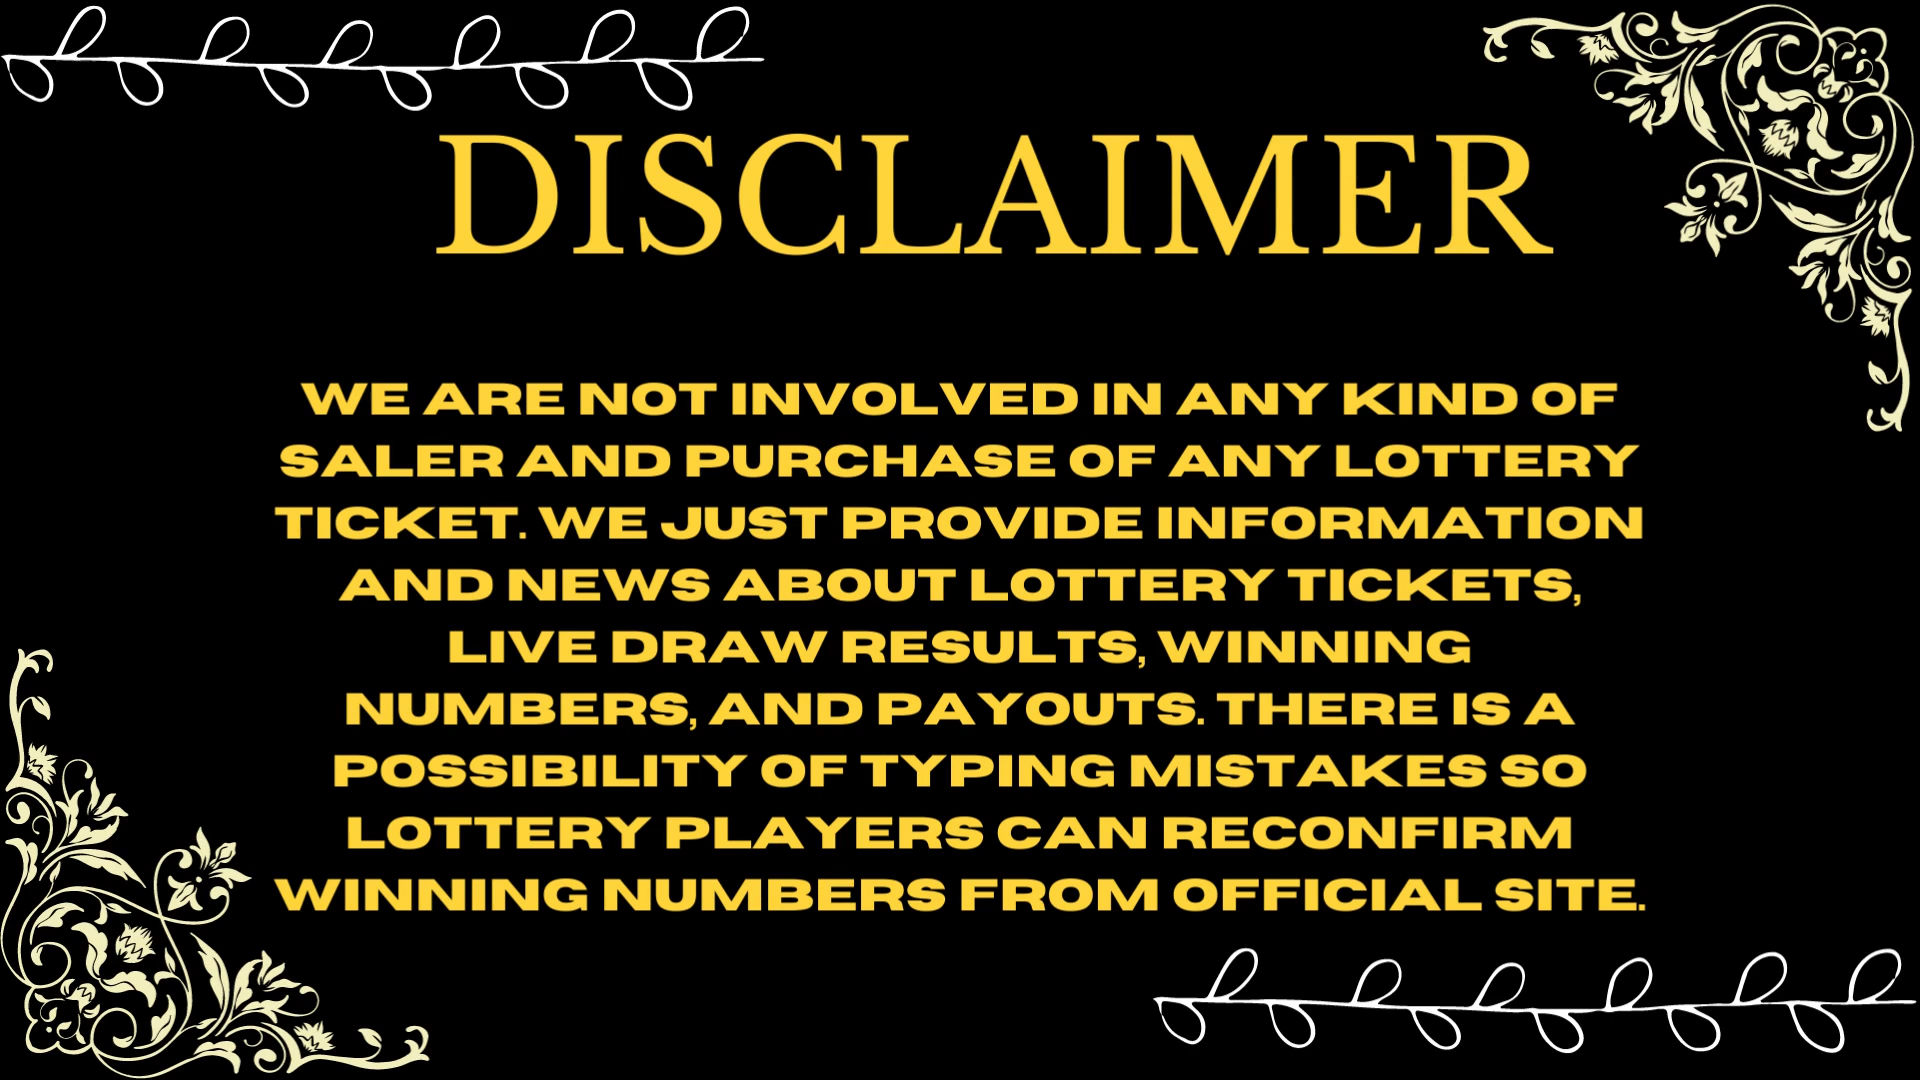 DISCLAIMER
WE ARE NOT INVOLVED IN ANY KIND OF
SALER AND PURCHASE OF ANY LOTTERY
TICKET. WE JUST PROVIDE INFORMATION
AND NEWS ABOUT LOTTERY TICKETS,
LIVE DRAW RESULTS, WINNING
NUMBERS, AND PAYOUTS. THERE IS A
POSSIBILITY OF TYPING MISTAKES SO
LOTTERY PLAYERS CAN RECONFIRM
WINNING NUMBERS FROM OFFICIAL SITE.